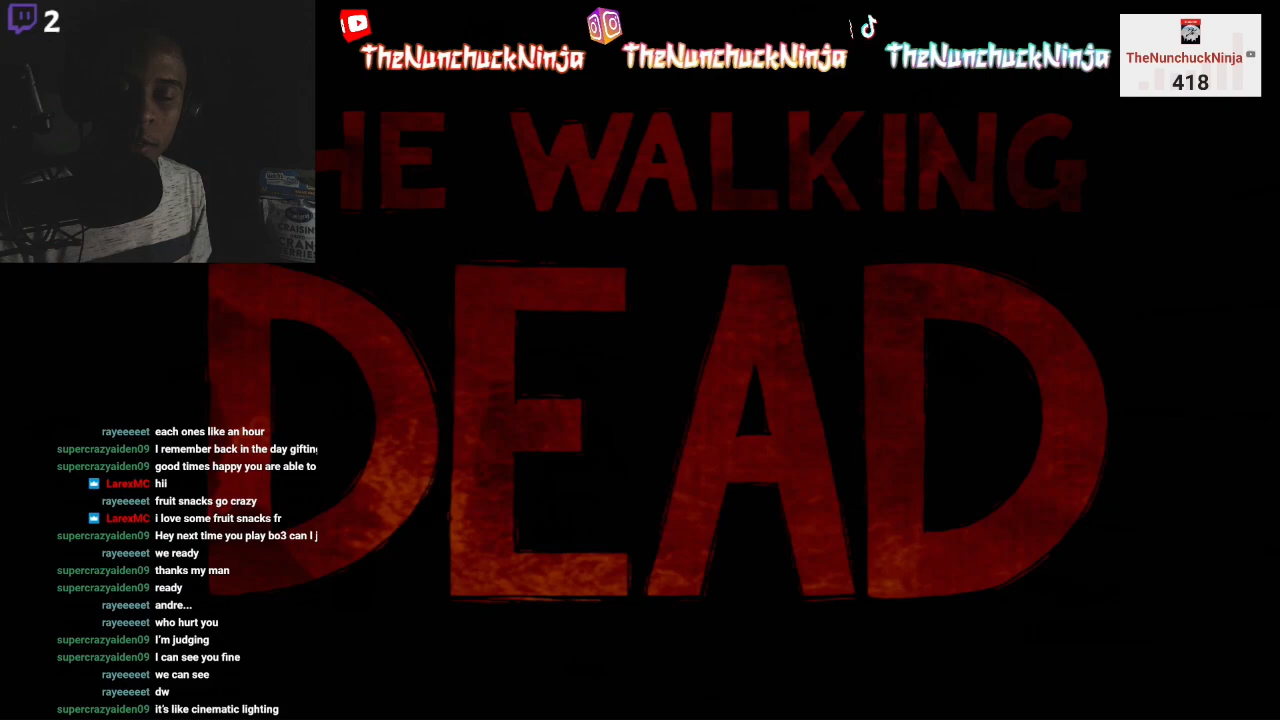 2
TheNunchuckNinja
TheNunchuckNinja
TheNunchuckNinja
TheNunchuckNinja
418
HE WALKING
DEAD
CRAISIN
CRAN
BERRIES
rayeeeeet each ones like an hour
supercrazyaiden09 I remember back in the day gifting
supercrazyaiden09 good times happy you are able to
LarexMC hii
rayeeeeet fruit snacks go crazy
LarexMC i love some fruit snacks fr
supercrazyaiden09 Hey next time you play bo3 can I j
rayeeeeet we ready
supercrazyaiden09 thanks my man
supercrazyaiden09 ready
rayeeeeet andre...
rayeeeeet who hurt you
supercrazyaiden09 I'm judging
supercrazyaiden09 I can see you fine
rayeeeeet we can see
rayeeeeet dw
supercrazyaiden09 it's like cinematic lighting